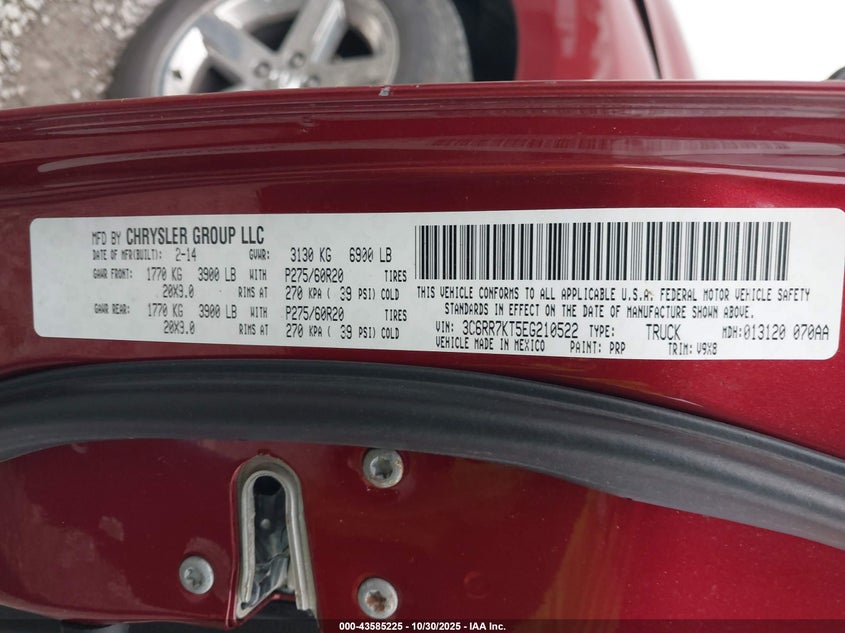 MFD BY CHRYSLER GROUP LLC
DATE OF MFR(BUILT): 2-14 GVWR: 3130 KG 6900 LB
GAWR FRONT: 1770 KG 3900 LB WITH P275/60R20 TIRES
20X9.0 RIMS AT 270 KPA ( 39 PSI) COLD
GAWR REAR: 1770 KG 3900 LB WITH P275/60R20 TIRES
20X9.0 RIMS AT 270 KPA ( 39 PSI) COLD
THIS VEHICLE CONFORMS TO ALL APPLICABLE U.S.A. FEDERAL MOTOR VEHICLE SAFETY
STANDARDS IN EFFECT ON THE DATE OF MANUFACTURE SHOWN ABOVE.
VIN: 3C6RR7KT5EG210522 TYPE: TRUCK MDH: 013120 070AA
VEHICLE MADE IN MEXICO PAINT: PRP TRIM: V9X8
000-43585225 - 10/30/2025 - IAA Inc.